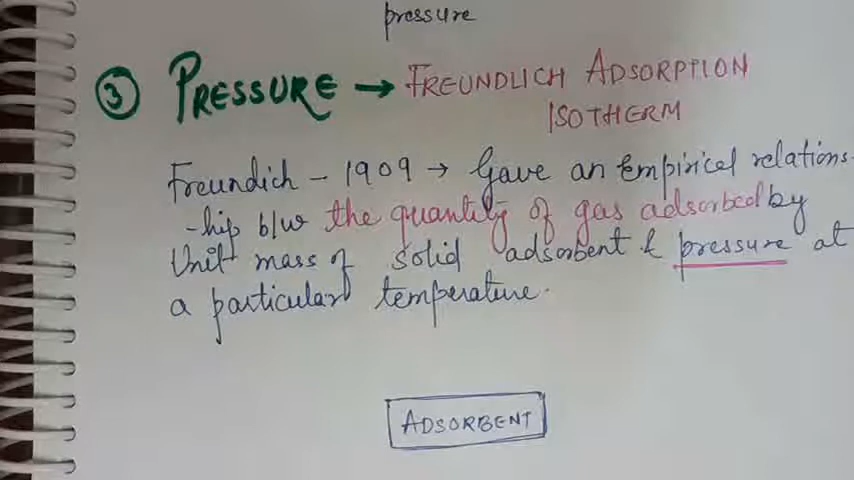 pressure
③ PRESSURE → FREUNDLICH ADSORPTION
ISOTHERM
Freundich - 1909 → Gave an Empirical relations-
-hip b/w the quantity of gas adsorbed by
Unit mass of solid adsorbent & pressure at
a particular temperature.
ADSORBENT